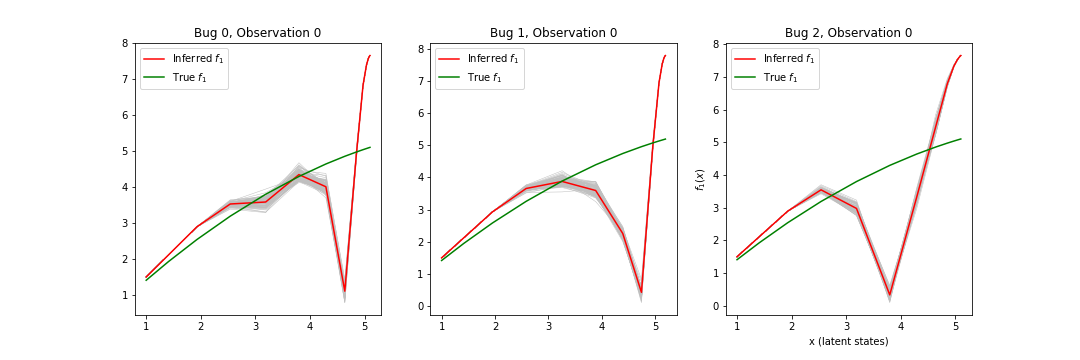 Bug 0, Observation 0
Inferred f₁
True f₁
8
7
6
5
4
3
2
1
1 2 3 4 5
Bug 1, Observation 0
Inferred f₁
True f₁
8
7
6
5
4
3
2
1
0
1 2 3 4 5
Bug 2, Observation 0
Inferred f₁
True f₁
f₁(x)
8
7
6
5
4
3
2
1
0
1 2 3 4 5
x (latent states)